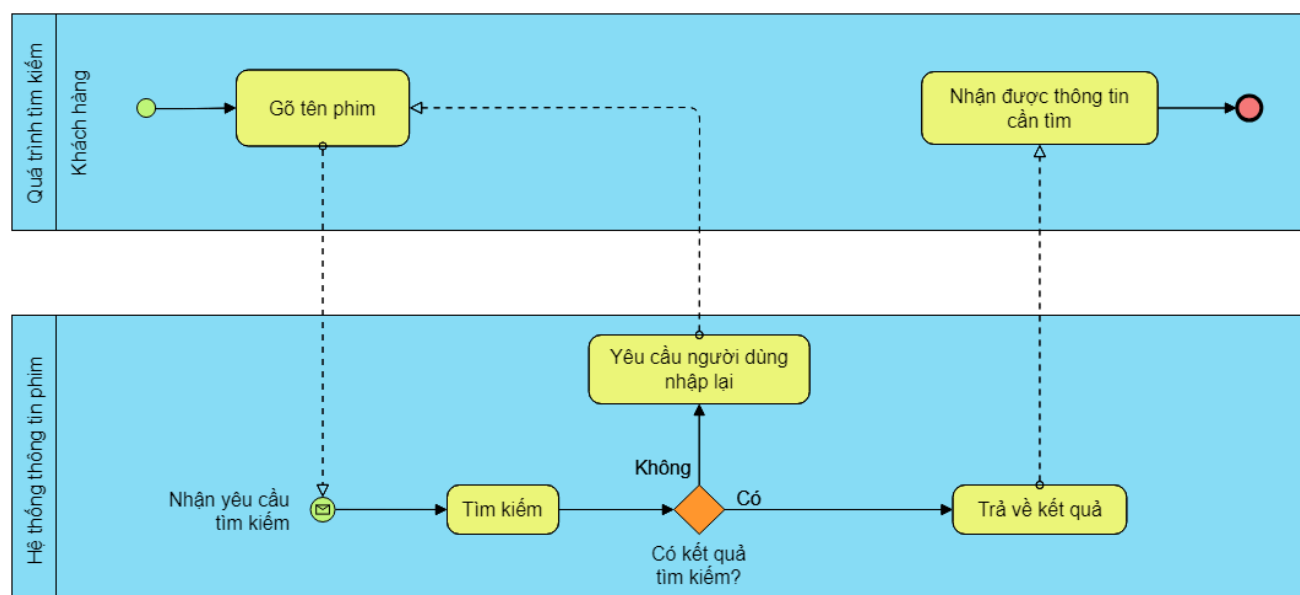 Quá trình tìm kiếm
Khách hàng
Gõ tên phim
Nhận được thông tin
cần tìm
Hệ thống thông tin phim
Yêu cầu người dùng
nhập lại
Không
Nhận yêu cầu
tìm kiếm
Tìm kiếm
Có
Trả về kết quả
Có kết quả
tìm kiếm?